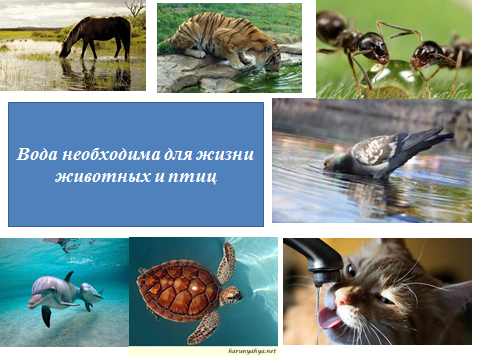 Вода необходима для жизни
животных и птиц
harunyahya.net